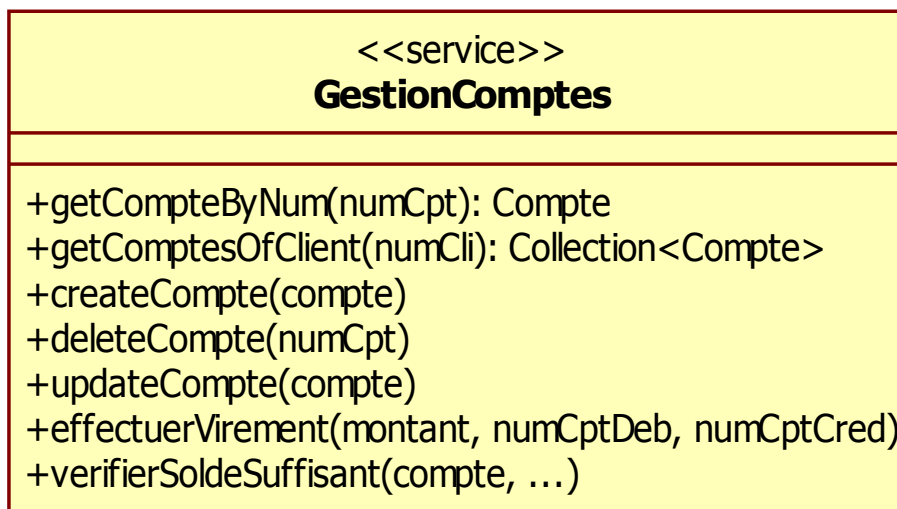 <<service>>
GestionComptes
+getCompteByNum(numCpt): Compte
+getComptesOfClient(numCli): Collection<Compte>
+createCompte(compte)
+deleteCompte(numCpt)
+updateCompte(compte)
+effectuerVirement(montant, numCptDeb, numCptCred)
+verifierSoldeSuffisant(compte, ...)